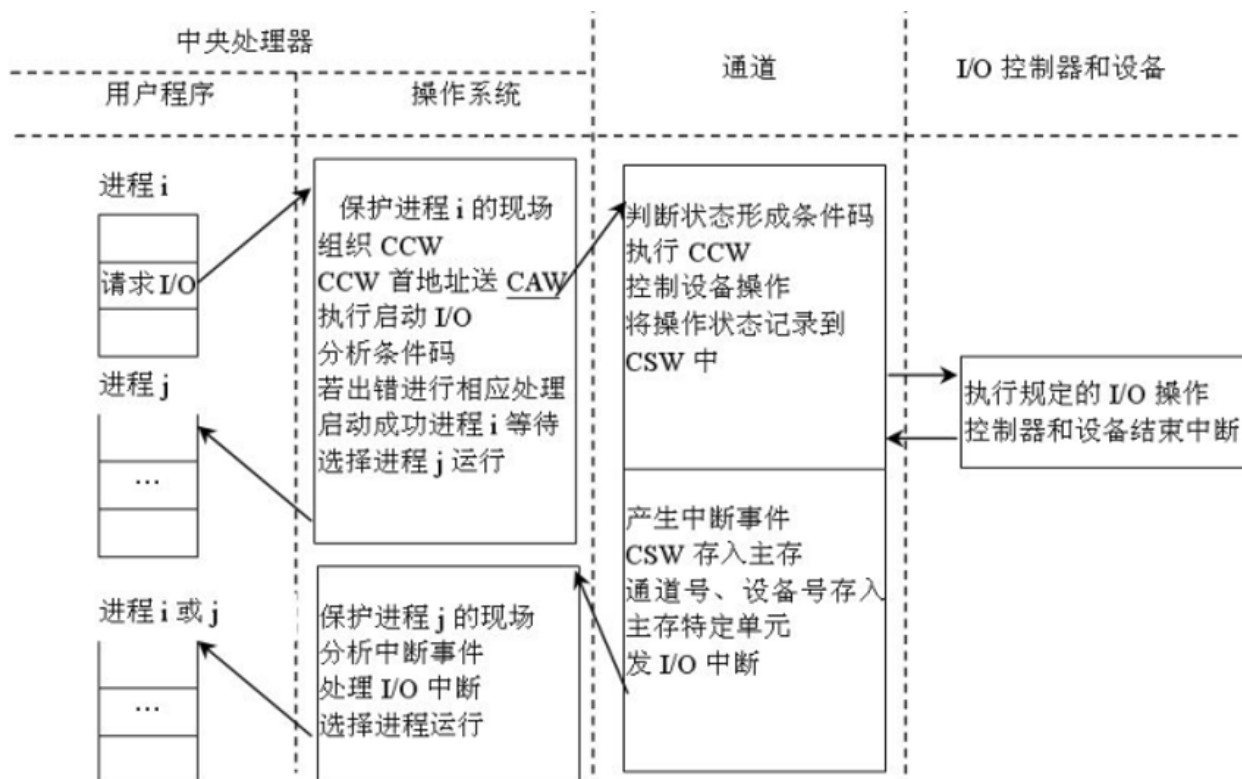 中央处理器
通道
I/O 控制器和设备
用户程序
操作系统
进程 i
请求 I/O
进程 j
…
进程 i 或 j
…
保护进程 i 的现场
组织 CCW
CCW 首地址送 CAW
执行启动 I/O
分析条件码
若出错进行相应处理
启动成功进程 i 等待
选择进程 j 运行
保护进程 j 的现场
分析中断事件
处理 I/O 中断
选择进程运行
判断状态形成条件码
执行 CCW
控制设备操作
将操作状态记录到
CSW 中
产生中断事件
CSW 存入主存
通道号、设备号存入
主存特定单元
发 I/O 中断
执行规定的 I/O 操作
控制器和设备结束中断